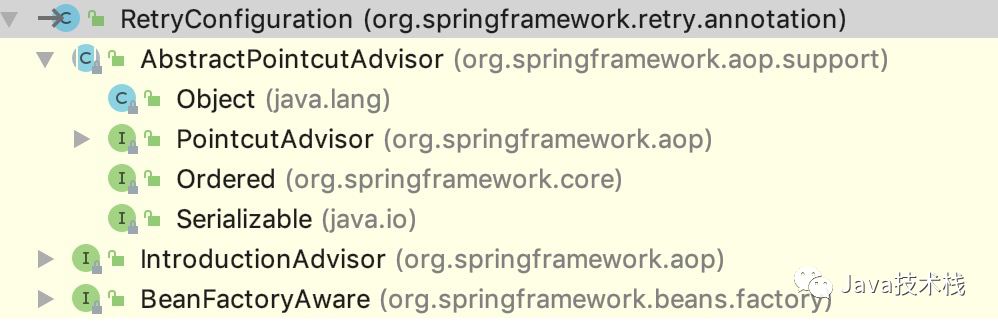 RetryConfiguration (org.springframework.retry.annotation)
C AbstractPointcutAdvisor (org.springframework.aop.support)
C Object (java.lang)
I PointcutAdvisor (org.springframework.aop)
I Ordered (org.springframework.core)
I Serializable (java.io)
I IntroductionAdvisor (org.springframework.aop)
I BeanFactoryAware (org.springframework.beans.factory)
Java技术栈